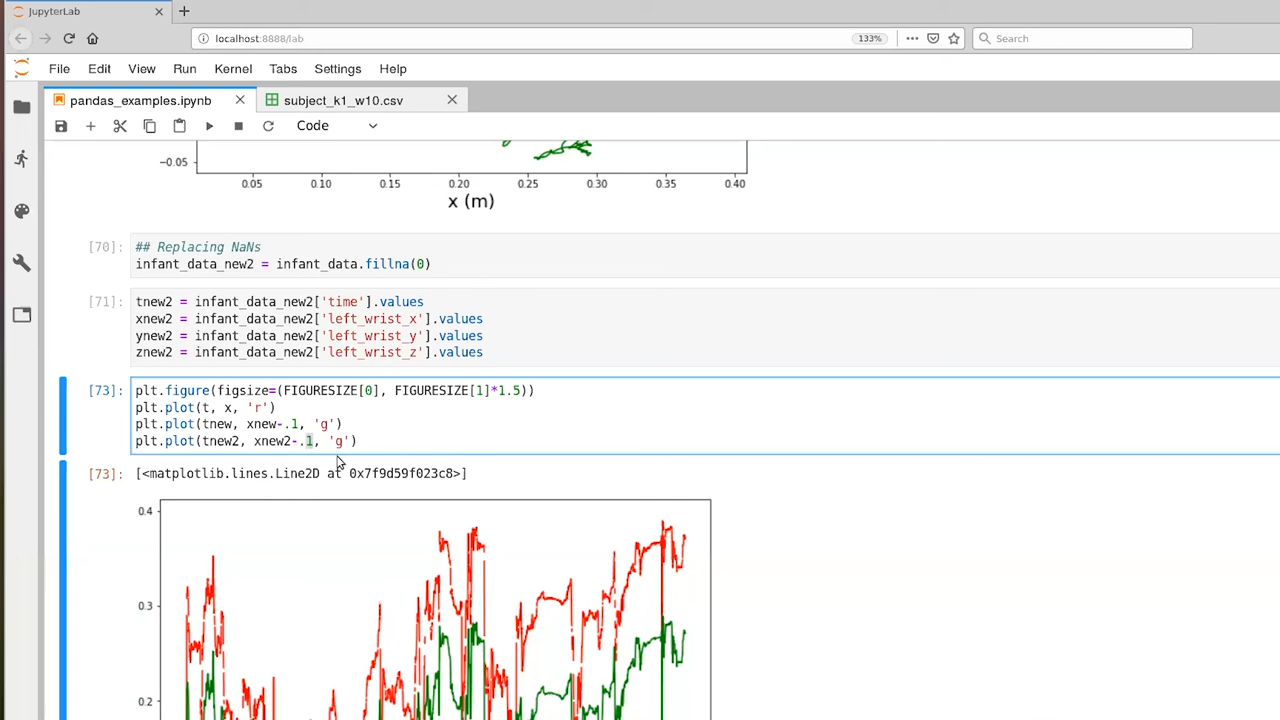 JupyterLab
localhost:8888/lab
133%
Search
File Edit View Run Kernel Tabs Settings Help
pandas_examples.ipynb
subject_k1_w10.csv
Code
−0.05
0.05 0.10 0.15 0.20 0.25 0.30 0.35 0.40
x (m)
[70]:
## Replacing NaNs
infant_data_new2 = infant_data.fillna(0)
[71]:
tnew2 = infant_data_new2['time'].values
xnew2 = infant_data_new2['left_wrist_x'].values
ynew2 = infant_data_new2['left_wrist_y'].values
znew2 = infant_data_new2['left_wrist_z'].values
[73]:
plt.figure(figsize=(FIGURESIZE[0], FIGURESIZE[1]*1.5))
plt.plot(t, x, 'r')
plt.plot(tnew, xnew-.1, 'g')
plt.plot(tnew2, xnew2-.1, 'g')
[73]:
[<matplotlib.lines.Line2D at 0x7f9d59f023c8>]
0.4
0.3
0.2